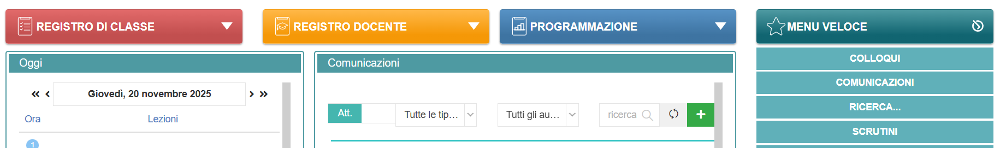 REGISTRO DI CLASSE
REGISTRO DOCENTE
PROGRAMMAZIONE
MENU VELOCE
Oggi
Giovedì, 20 novembre 2025
Ora
Lezioni
1
Comunicazioni
Att.
Tutte le tip...
Tutti gli au...
ricerca
COLLOQUI
COMUNICAZIONI
RICERCA...
SCRUTINI